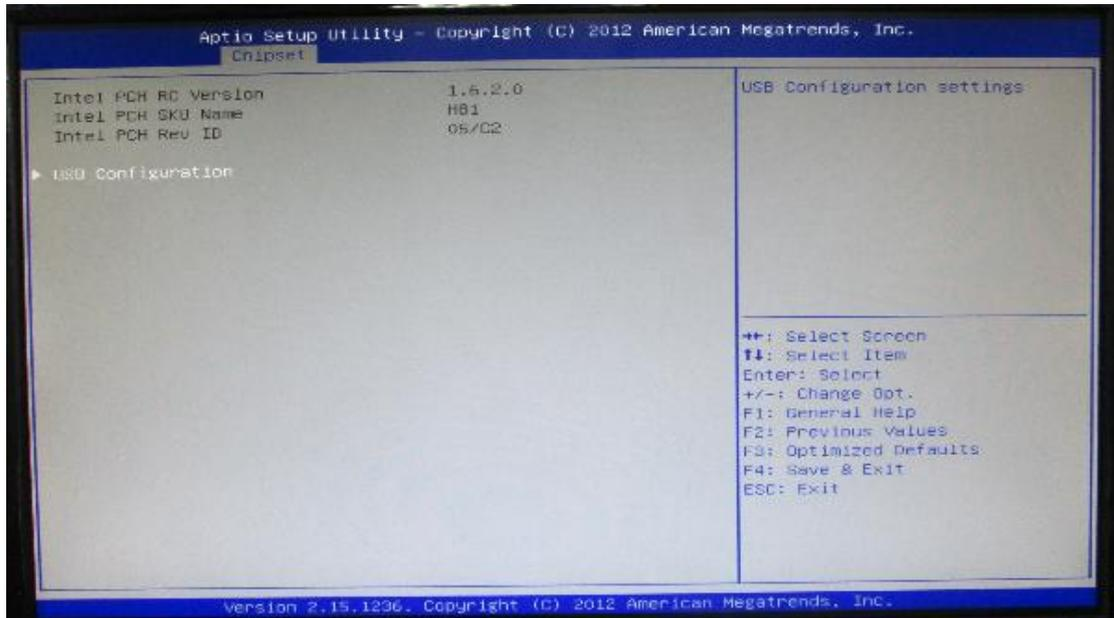 Aptio Setup Utility – Copyright (C) 2012 American Megatrends, Inc.
Chipset
Intel PCH RC Version 1.6.2.0
Intel PCH SKU Name H81
Intel PCH Rev ID 05/C2
▶ USB Configuration
USB Configuration settings
→←: Select Screen
↑↓: Select Item
Enter: Select
+/-: Change Opt.
F1: General Help
F2: Previous Values
F3: Optimized Defaults
F4: Save & Exit
ESC: Exit
Version 2.15.1236. Copyright (C) 2012 American Megatrends, Inc.